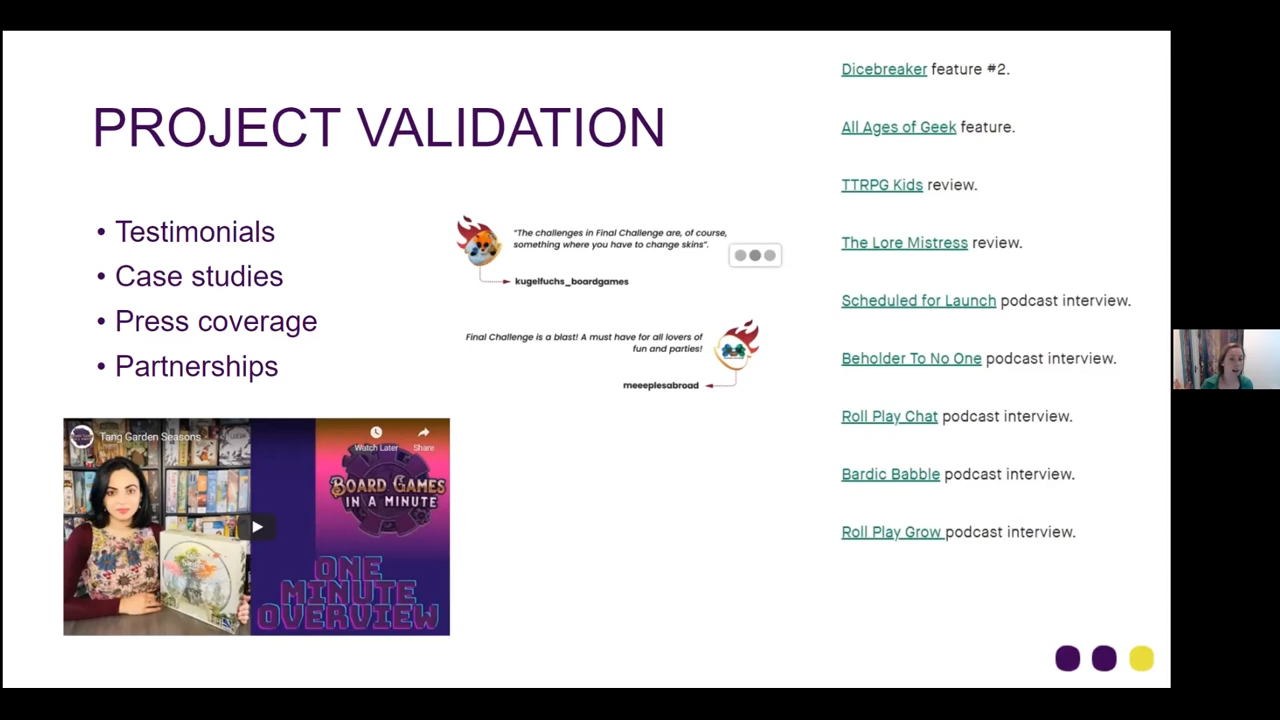 PROJECT VALIDATION
• Testimonials
• Case studies
• Press coverage
• Partnerships
"The challenges in Final Challenge are, of course,
something where you have to change skins".
kugelfuchs_boardgames
Final Challenge is a blast! A must have for all lovers of
fun and parties!
meeeplesabroad
Tang Garden Seasons
Watch Later
Share
BOARD GAMES
IN A MINUTE
ONE
MINUTE
OVERVIEW
Dicebreaker feature #2.
All Ages of Geek feature.
TTRPG Kids review.
The Lore Mistress review.
Scheduled for Launch podcast interview.
Beholder To No One podcast interview.
Roll Play Chat podcast interview.
Bardic Babble podcast interview.
Roll Play Grow podcast interview.